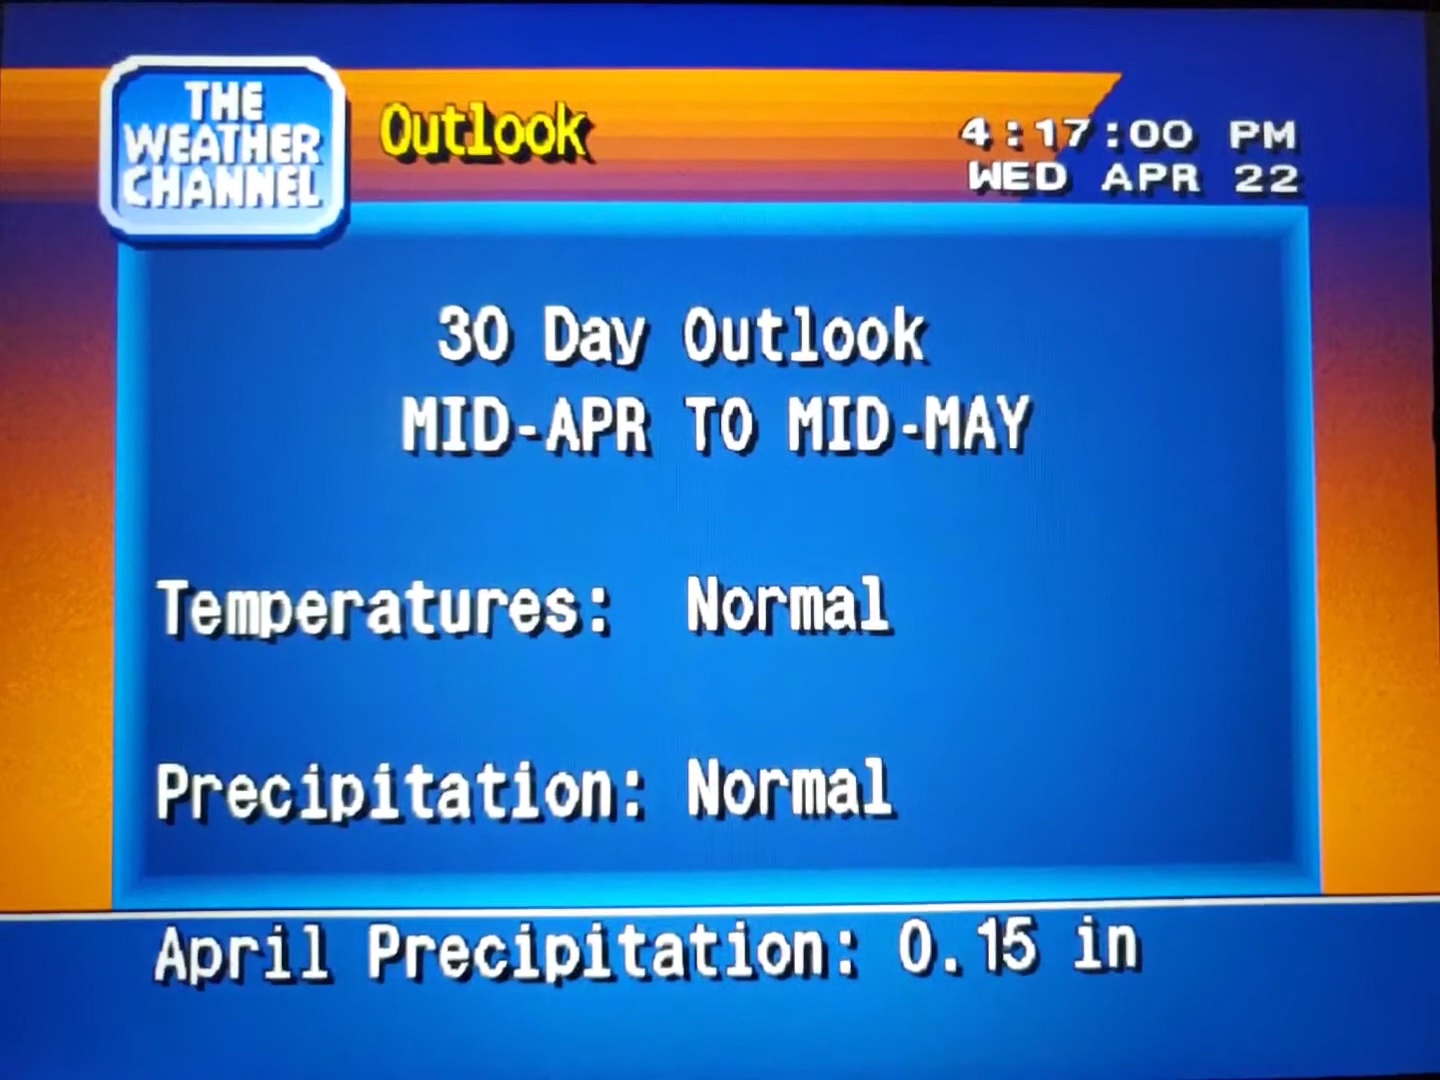 THE
WEATHER
CHANNEL
Outlook
4:17:00 PM
WED APR 22
30 Day Outlook
MID-APR TO MID-MAY
Temperatures: Normal
Precipitation: Normal
April Precipitation: 0.15 in